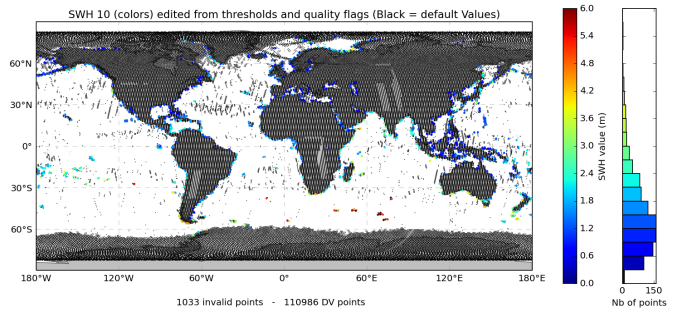 SWH 10 (colors) edited from thresholds and quality flags (Black = default Values)
60°N
30°N
0°
30°S
60°S
180°W
120°W
60°W
0°
60°E
120°E
180°E
1033 invalid points - 110986 DV points
6.0
5.4
4.8
4.2
3.6
3.0
2.4
1.8
1.2
0.6
0.0
SWH value (m)
0
150
Nb of points